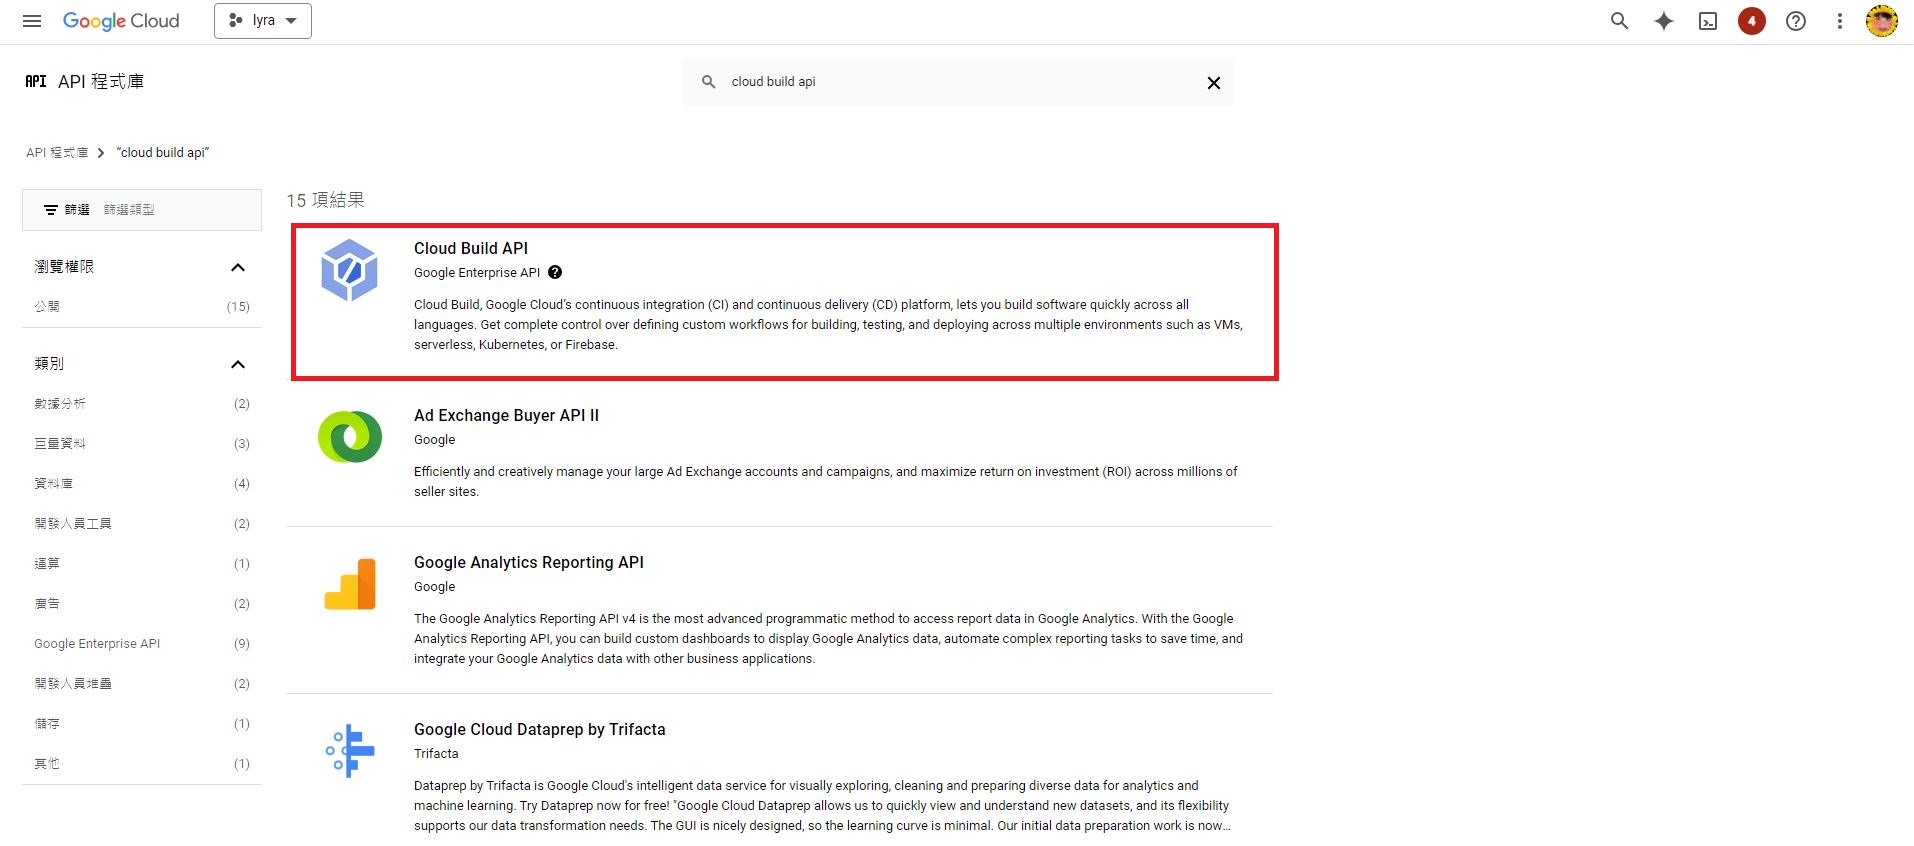 Google Cloud
lyra
4
API API 程式庫
cloud build api
API 程式庫 “cloud build api”
篩選 篩選類型
瀏覽權限
公開 (15)
類別
數據分析 (2)
巨量資料 (3)
資料庫 (4)
開發人員工具 (2)
運算 (1)
廣告 (2)
Google Enterprise API (9)
開發人員堆疊 (2)
儲存 (1)
其他 (1)
15 項結果
Cloud Build API
Google Enterprise API
Cloud Build, Google Cloud’s continuous integration (CI) and continuous delivery (CD) platform, lets you build software quickly across all
languages. Get complete control over defining custom workflows for building, testing, and deploying across multiple environments such as VMs,
serverless, Kubernetes, or Firebase.
Ad Exchange Buyer API II
Google
Efficiently and creatively manage your large Ad Exchange accounts and campaigns, and maximize return on investment (ROI) across millions of
seller sites.
Google Analytics Reporting API
Google
The Google Analytics Reporting API v4 is the most advanced programmatic method to access report data in Google Analytics. With the Google
Analytics Reporting API, you can build custom dashboards to display Google Analytics data, automate complex reporting tasks to save time, and
integrate your Google Analytics data with other business applications.
Google Cloud Dataprep by Trifacta
Trifacta
Dataprep by Trifacta is Google Cloud's intelligent data service for visually exploring, cleaning and preparing diverse data for analytics and
machine learning. Try Dataprep now for free! "Google Cloud Dataprep allows us to quickly view and understand new datasets, and its flexibility
supports our data transformation needs. The GUI is nicely designed, so the learning curve is minimal. Our initial data preparation work is now…